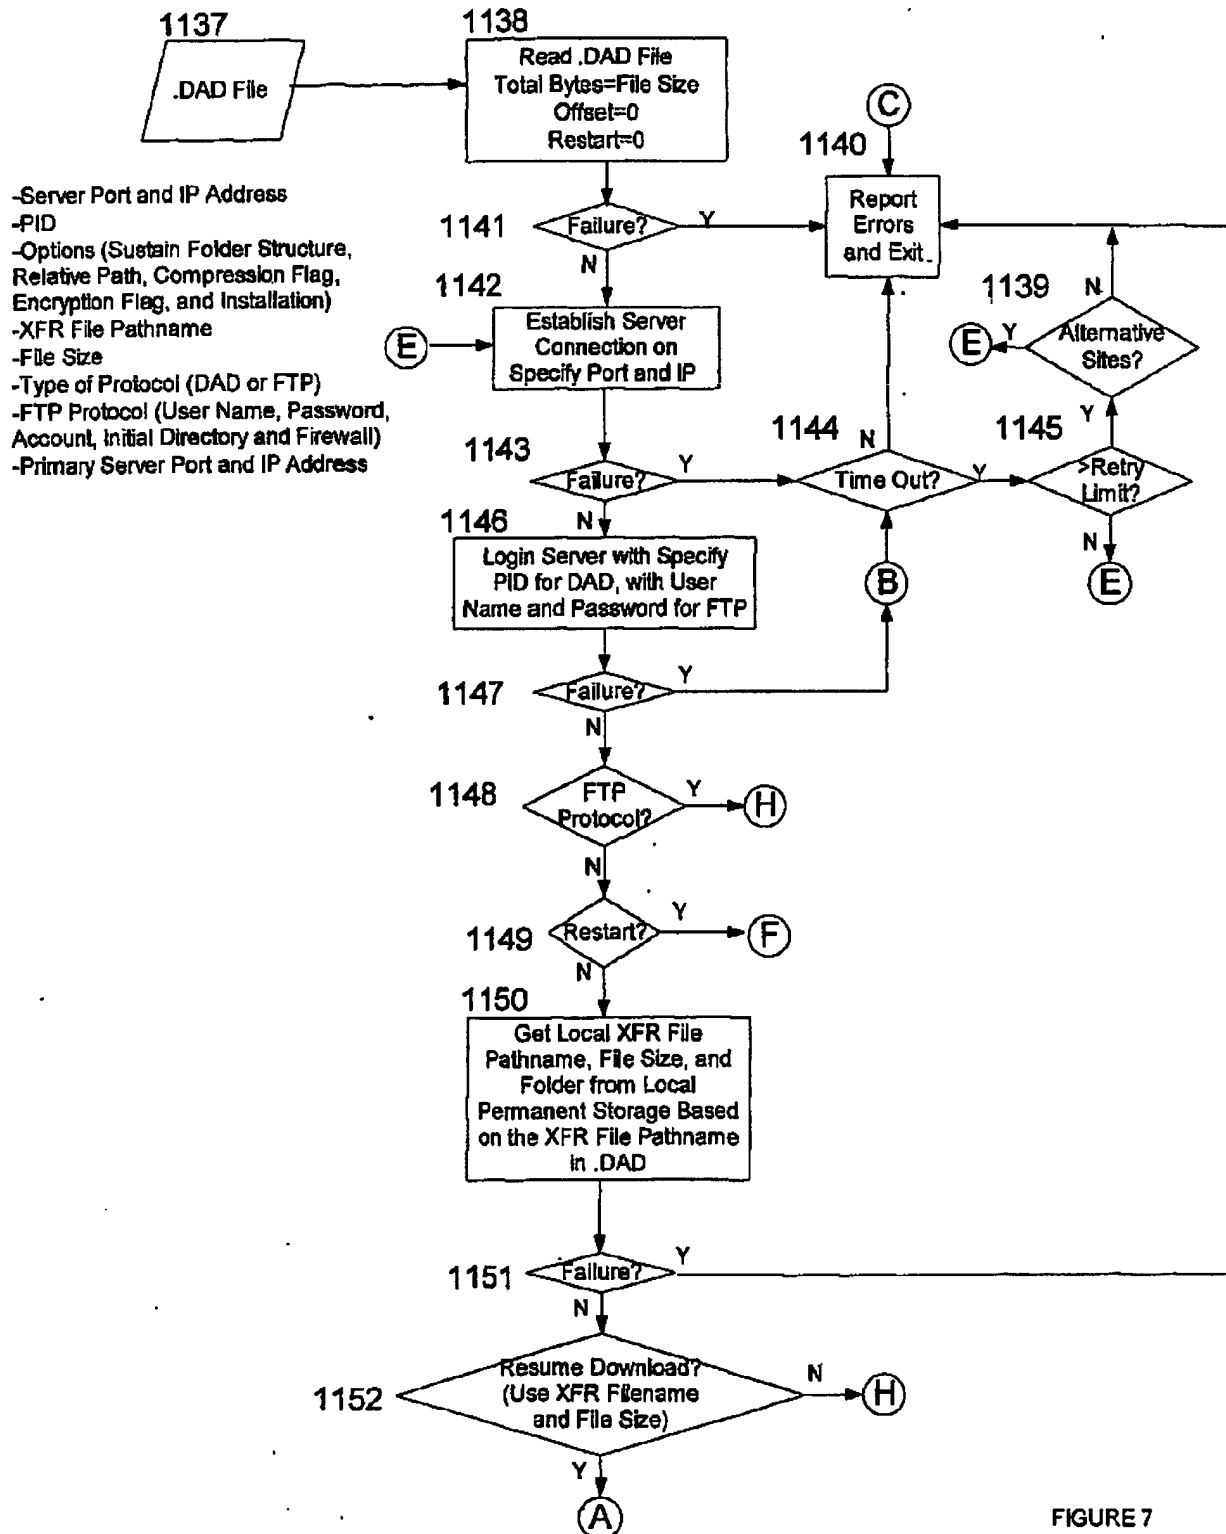 1137
.DAD File
1138
Read .DAD File
Total Bytes=File Size
Offset=0
Restart=0
-Server Port and IP Address
-PID
-Options (Sustain Folder Structure,
Relative Path, Compression Flag,
Encryption Flag, and Installation)
-XFR File Pathname
-File Size
-Type of Protocol (DAD or FTP)
-FTP Protocol (User Name, Password,
Account, Initial Directory and Firewall)
-Primary Server Port and IP Address
C
1140
Report
Errors
and Exit
1141
Failure?
Y
N
1142
Establish Server
Connection on
Specify Port and IP
E
1139
N
Alternative
Sites?
Y
E
Y
1143
Failure?
Y
N
1144
N
Time Out?
Y
1145
>Retry
Limit?
N
E
B
1146
Login Server with Specify
PID for DAD, with User
Name and Password for FTP
1147
Failure?
Y
N
1148
FTP
Protocol?
Y
H
N
1149
Restart?
Y
F
N
1150
Get Local XFR File
Pathname, File Size, and
Folder from Local
Permanent Storage Based
on the XFR File Pathname
in .DAD
1151
Failure?
Y
N
1152
Resume Download?
(Use XFR Filename
and File Size)
N
H
Y
A
FIGURE 7